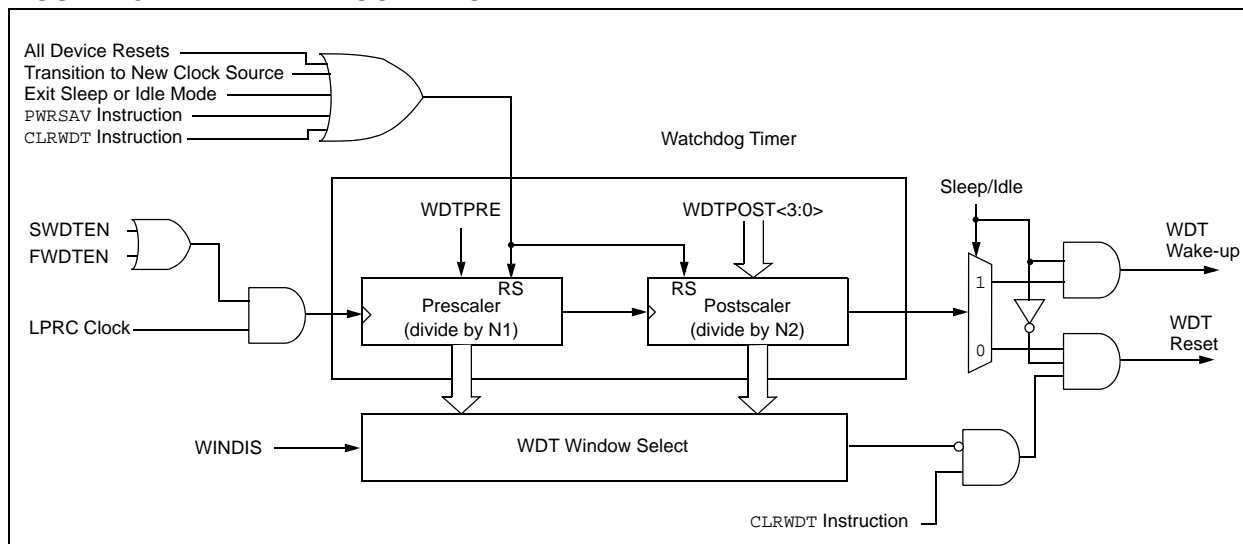 All Device Resets
Transition to New Clock Source
Exit Sleep or Idle Mode
PWRSAV Instruction
CLRWDT Instruction
Watchdog Timer
Sleep/Idle
SWDTEN
FWDTEN
WDTPRE
WDTPOST<3:0>
WDT
Wake-up
RS
RS
Prescaler
(divide by N1)
Postscaler
(divide by N2)
1
0
LPRC Clock
WDT
Reset
WINDIS
WDT Window Select
CLRWDT Instruction